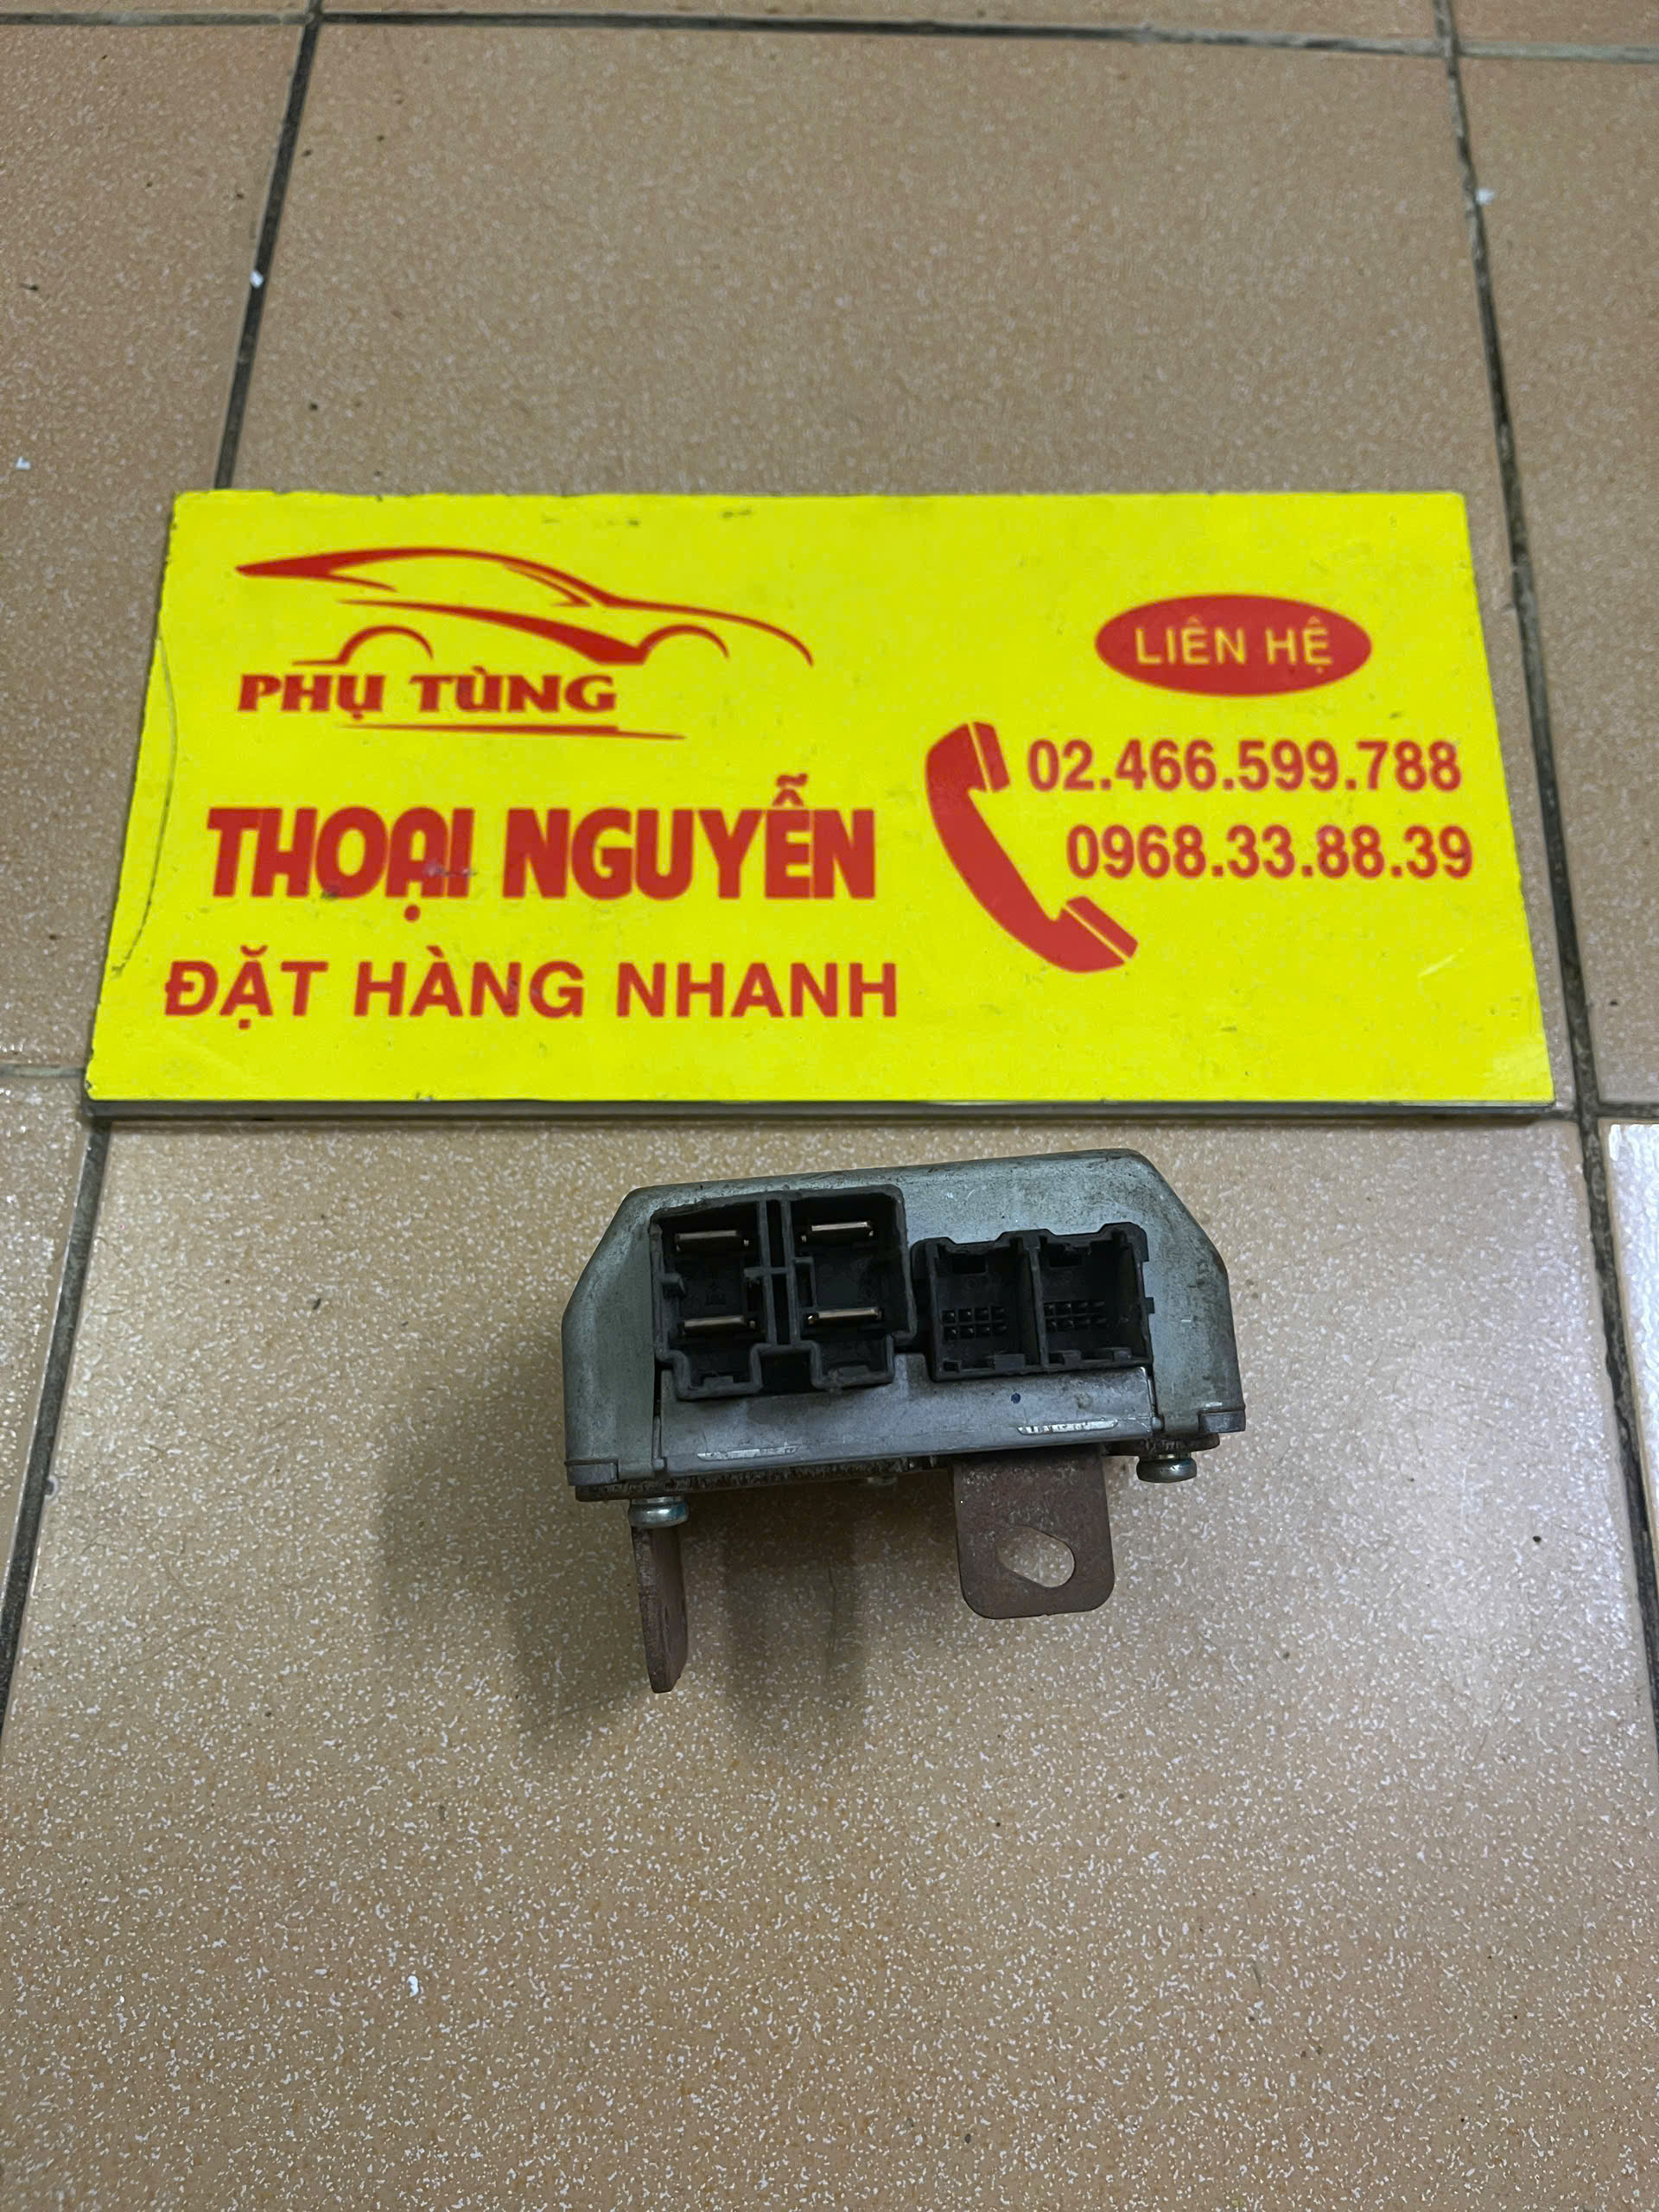 PHỤ TÙNG
THOẠI NGUYỄN
ĐẶT HÀNG NHANH
LIÊN HỆ
02.466.599.788
0968.33.88.39